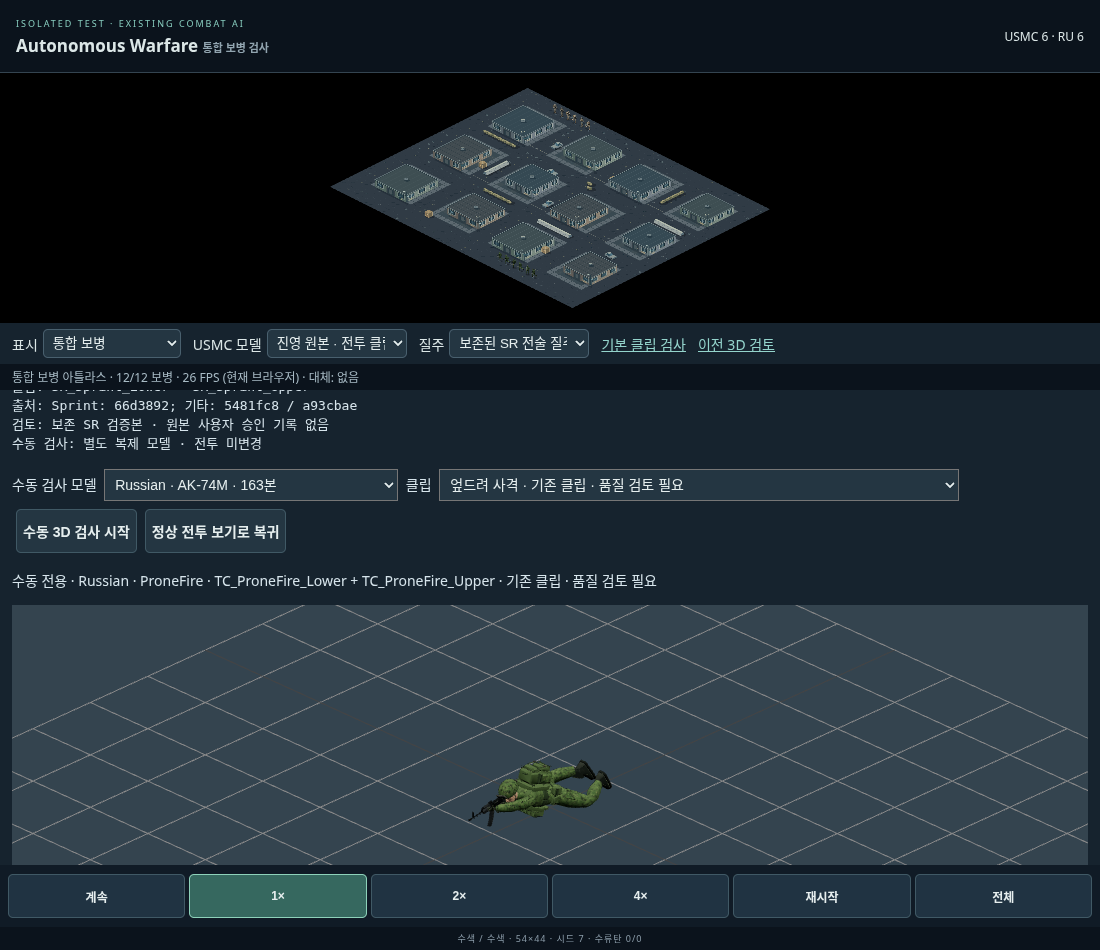 ISOLATED TEST · EXISTING COMBAT AI
Autonomous Warfare 통합 보병 검사
USMC 6 · RU 6
표시 통합 보병 USMC 모델 진영 원본 · 전투 클립 질주 보존된 SR 전술 질주 기본 클립 검사 이전 3D 검토
통합 보병 아틀라스 · 12/12 보병 · 26 FPS (현재 브라우저) · 대체: 없음
출처: Sprint: 66d3892; 기타: 5481fc8 / a93cbae
검토: 보존 SR 검증본 · 원본 사용자 승인 기록 없음
수동 검사: 별도 복제 모델 · 전투 미변경
수동 검사 모델 Russian · AK-74M · 163본 클립 엎드려 사격 · 기존 클립 · 품질 검토 필요
수동 3D 검사 시작 정상 전투 보기로 복귀
수동 전용 · Russian · ProneFire · TC_ProneFire_Lower + TC_ProneFire_Upper · 기존 클립 · 품질 검토 필요
계속 1× 2× 4× 재시작 전체
수색 / 수색 · 54×44 · 시드 7 · 수류탄 0/0